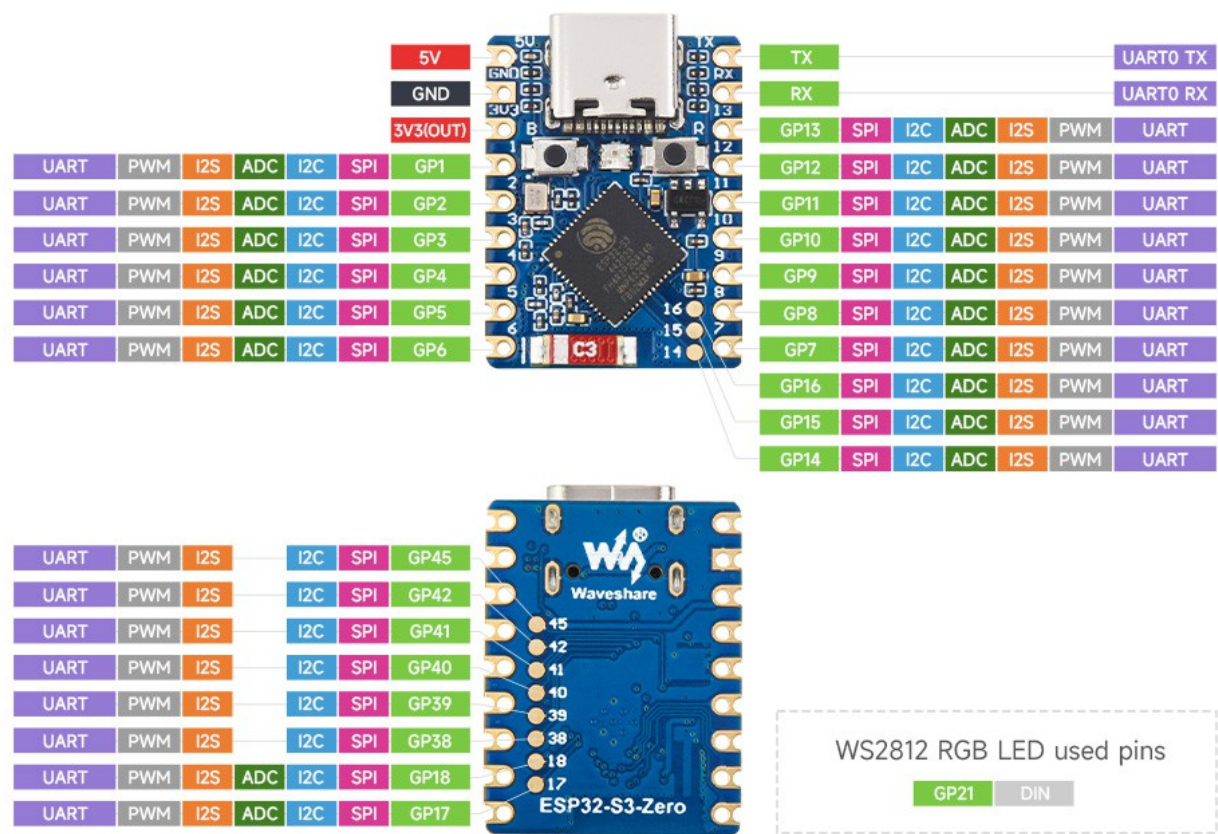 5V
GND
3V3(OUT)
UART PWM I2S ADC I2C SPI GP1
UART PWM I2S ADC I2C SPI GP2
UART PWM I2S ADC I2C SPI GP3
UART PWM I2S ADC I2C SPI GP4
UART PWM I2S ADC I2C SPI GP5
UART PWM I2S ADC I2C SPI GP6
5V TX
GND RX
3V3 13
B R
1 12
2 11
3 10
4 9
5 8
6 7
16
15
14
C3
TX UART0 TX
RX UART0 RX
GP13 SPI I2C ADC I2S PWM UART
GP12 SPI I2C ADC I2S PWM UART
GP11 SPI I2C ADC I2S PWM UART
GP10 SPI I2C ADC I2S PWM UART
GP9 SPI I2C ADC I2S PWM UART
GP8 SPI I2C ADC I2S PWM UART
GP7 SPI I2C ADC I2S PWM UART
GP16 SPI I2C ADC I2S PWM UART
GP15 SPI I2C ADC I2S PWM UART
GP14 SPI I2C ADC I2S PWM UART
UART PWM I2S I2C SPI GP45
UART PWM I2S I2C SPI GP42
UART PWM I2S I2C SPI GP41
UART PWM I2S I2C SPI GP40
UART PWM I2S I2C SPI GP39
UART PWM I2S I2C SPI GP38
UART PWM I2S ADC I2C SPI GP18
UART PWM I2S ADC I2C SPI GP17
®
Waveshare
45
42
41
40
39
38
18
17
ESP32-S3-Zero
WS2812 RGB LED used pins
GP21 DIN